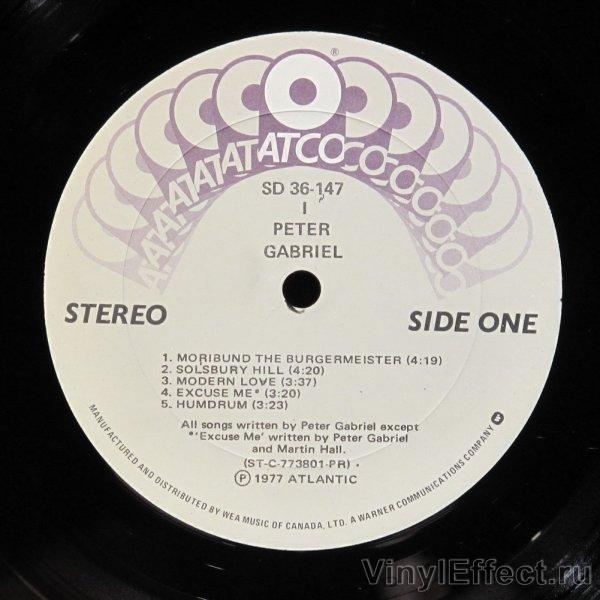 ®
ATCO
SD 36-147
I
PETER
GABRIEL
STEREO
SIDE ONE
1. MORIBUND THE BURGERMEISTER (4:19)
2. SOLSBURY HILL (4:20)
3. MODERN LOVE (3:37)
4. EXCUSE ME* (3:20)
5. HUMDRUM (3:23)
All songs written by Peter Gabriel except
*'Excuse Me' written by Peter Gabriel
and Martin Hall.
(ST-C-773801-PR)
℗ 1977 ATLANTIC
MANUFACTURED AND DISTRIBUTED BY WEA MUSIC OF CANADA, LTD. A WARNER COMMUNICATIONS COMPANY
VinylEffect.ru